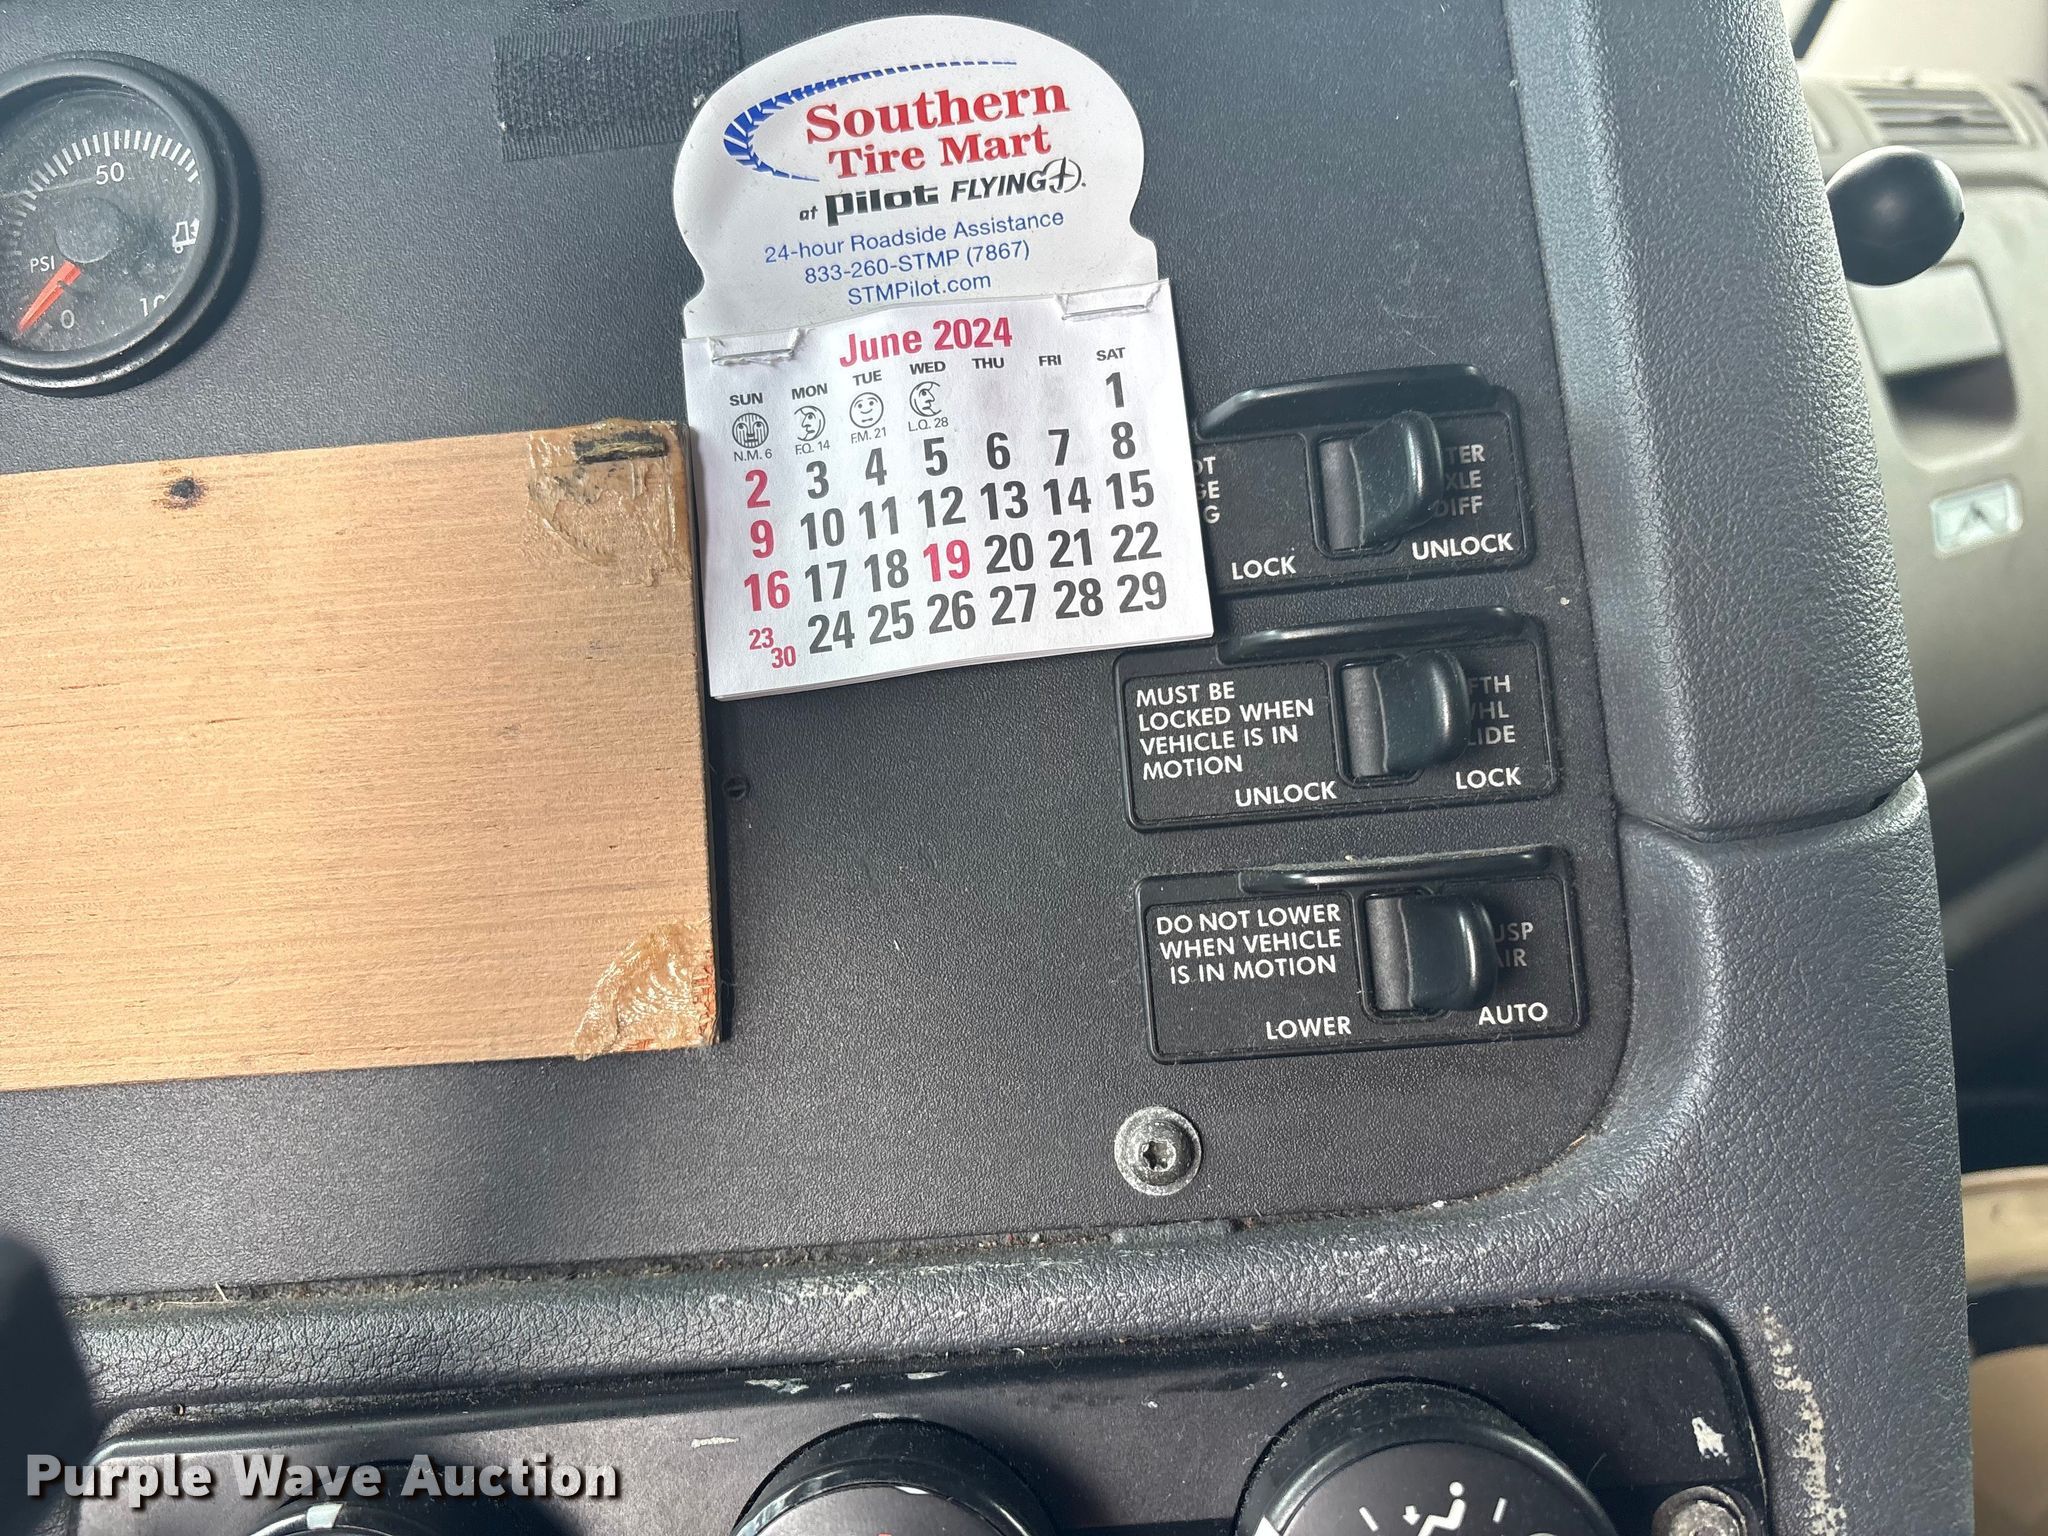 50
PSI
0
Southern
Tire Mart
at Pilot FLYING J.
24-hour Roadside Assistance
833-260-STMP (7867)
STMPilot.com
June 2024
SUN MON TUE WED THU FRI SAT
N.M. 6 F.Q. 14 F.M. 21 L.Q. 28
1
2 3 4 5 6 7 8
9 10 11 12 13 14 15
16 17 18 19 20 21 22
23 24 25 26 27 28 29
30
DIFF
LOCK UNLOCK
MUST BE
LOCKED WHEN
VEHICLE IS IN
MOTION
UNLOCK LOCK
DO NOT LOWER
WHEN VEHICLE
IS IN MOTION
AIR
LOWER AUTO
Purple Wave Auction